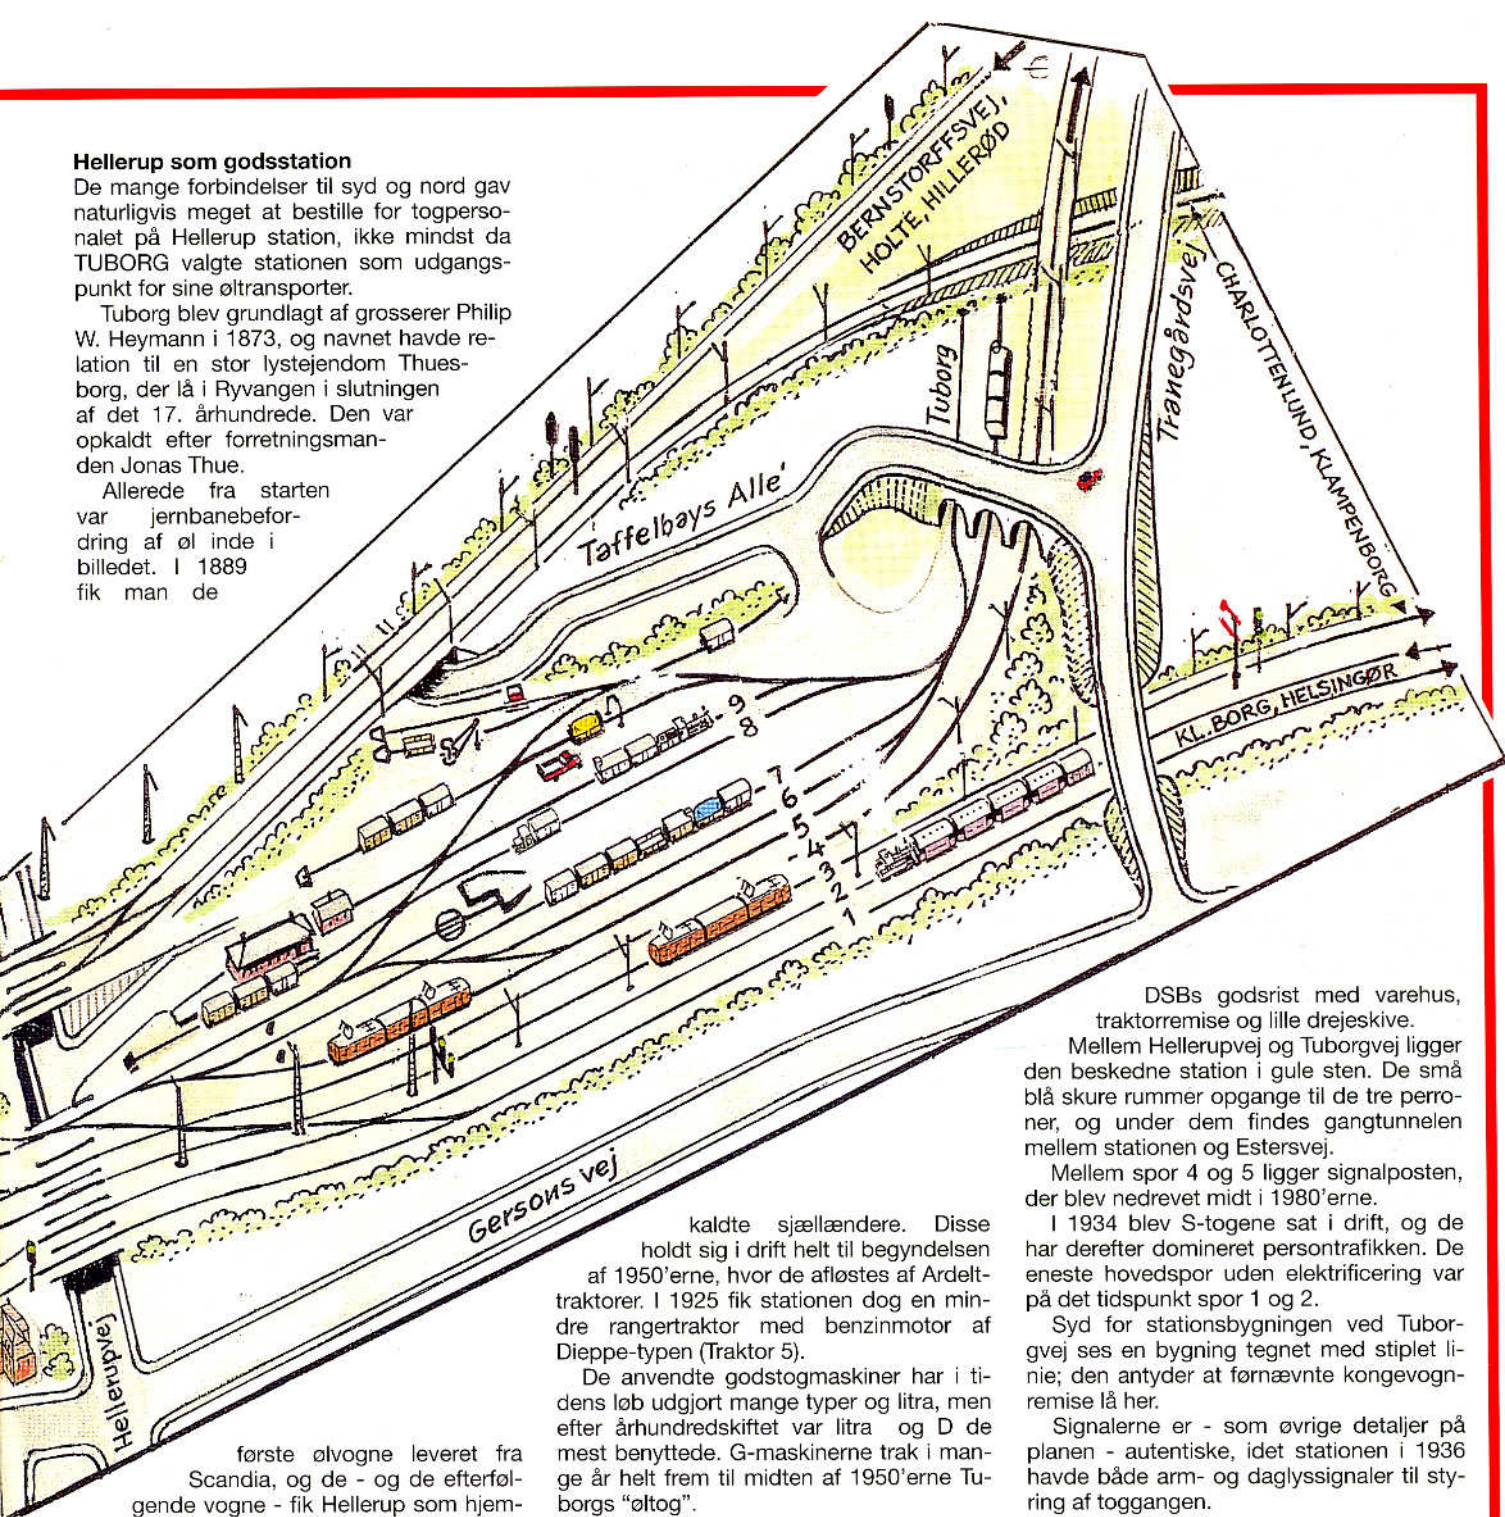 Hellerup som godsstation
De mange forbindelser til syd og nord gav
naturligvis meget at bestille for togperso-
nalet på Hellerup station, ikke mindst da
TUBORG valgte stationen som udgangs-
punkt for sine øltransporter.
Tuborg blev grundlagt af grosserer Philip
W. Heymann i 1873, og navnet havde re-
lation til en stor lystejendom Thues-
borg, der lå i Ryvangen i slutningen
af det 17. århundrede. Den var
opkaldt efter forretningsman-
den Jonas Thue.
Allerede fra starten
var jernbanebefor-
dring af øl inde i
billedet. I 1889
fik man de
første ølvogne leveret fra
Scandia, og de - og de efterføl-
gende vogne - fik Hellerup som hjem-
kaldte sjællændere. Disse
holdt sig i drift helt til begyndelsen
af 1950'erne, hvor de afløstes af Ardelt-
traktorer. I 1925 fik stationen dog en min-
dre rangertraktor med benzinmotor af
Dieppe-typen (Traktor 5).
De anvendte godstogmaskiner har i ti-
dens løb udgjort mange typer og litra, men
efter århundredskiftet var litra og D de
mest benyttede. G-maskinerne trak i man-
ge år helt frem til midten af 1950'erne Tu-
borgs "øltog".
DSBs godsrist med varehus,
traktorremise og lille drejeskive.
Mellem Hellerupvej og Tuborgvej ligger
den beskedne station i gule sten. De små
blå skure rummer opgange til de tre perro-
ner, og under dem findes gangtunnelen
mellem stationen og Estersvej.
Mellem spor 4 og 5 ligger signalposten,
der blev nedrevet midt i 1980'erne.
I 1934 blev S-togene sat i drift, og de
har derefter domineret persontrafikken. De
eneste hovedspor uden elektrificering var
på det tidspunkt spor 1 og 2.
Syd for stationsbygningen ved Tubor-
gvej ses en bygning tegnet med stiplet li-
nie; den antyder at førnævnte kongevogn-
remise lå her.
Signalerne er - som øvrige detaljer på
planen - autentiske, idet stationen i 1936
havde både arm- og daglyssignaler til sty-
ring af toggangen.
BERNSTORFFSVEJ,
HOLTE, HILLERØD
Tuborg
Tranegårdsvej
CHARLOTTENLUND, KLAMPENBORG
Taffelbays Alle'
KL.BORG, HELSINGØR
9
8
7
6
5
4
3
2
1
Gersons vej
Hellerupvej